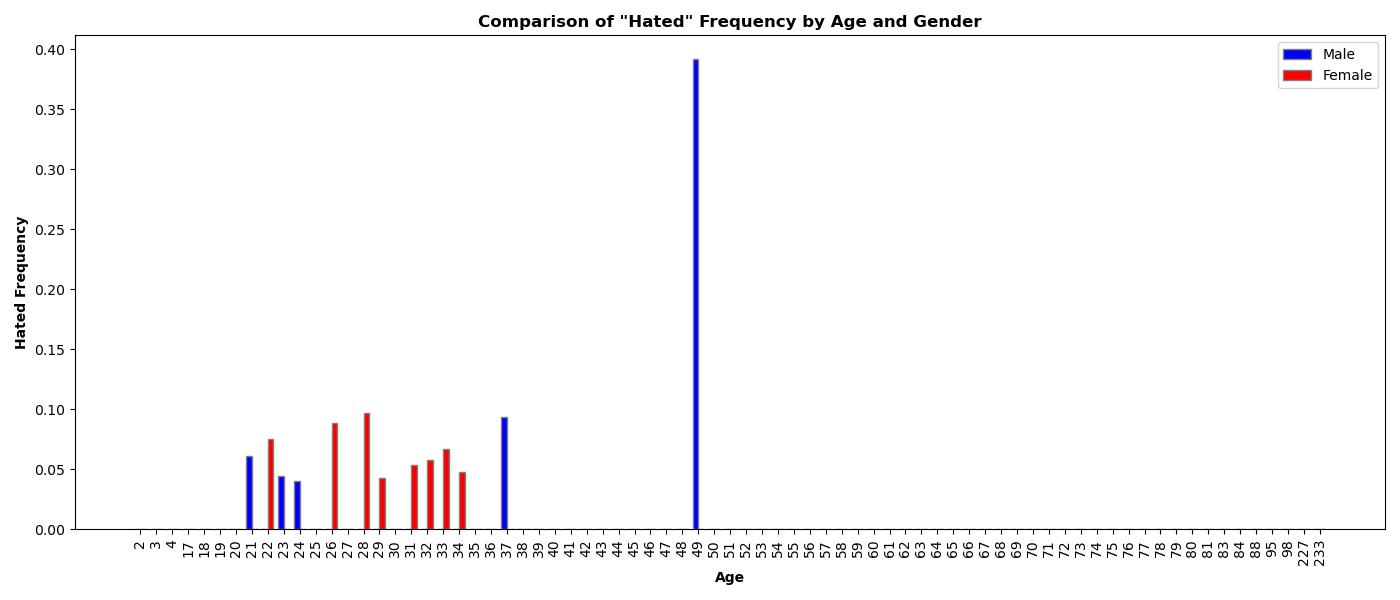 Comparison of "Hated" Frequency by Age and Gender
Male
Female
Hated Frequency
0.40
0.35
0.30
0.25
0.20
0.15
0.10
0.05
0.00
2 3 4 17 18 19 20 21 22 23 24 25 26 27 28 29 30 31 32 33 34 35 36 37 38 39 40 41 42 43 44 45 46 47 48 49 50 51 52 53 54 55 56 57 58 59 60 61 62 63 64 65 66 67 68 69 70 71 72 73 74 75 76 77 78 79 80 81 83 84 88 95 98 227 233
Age